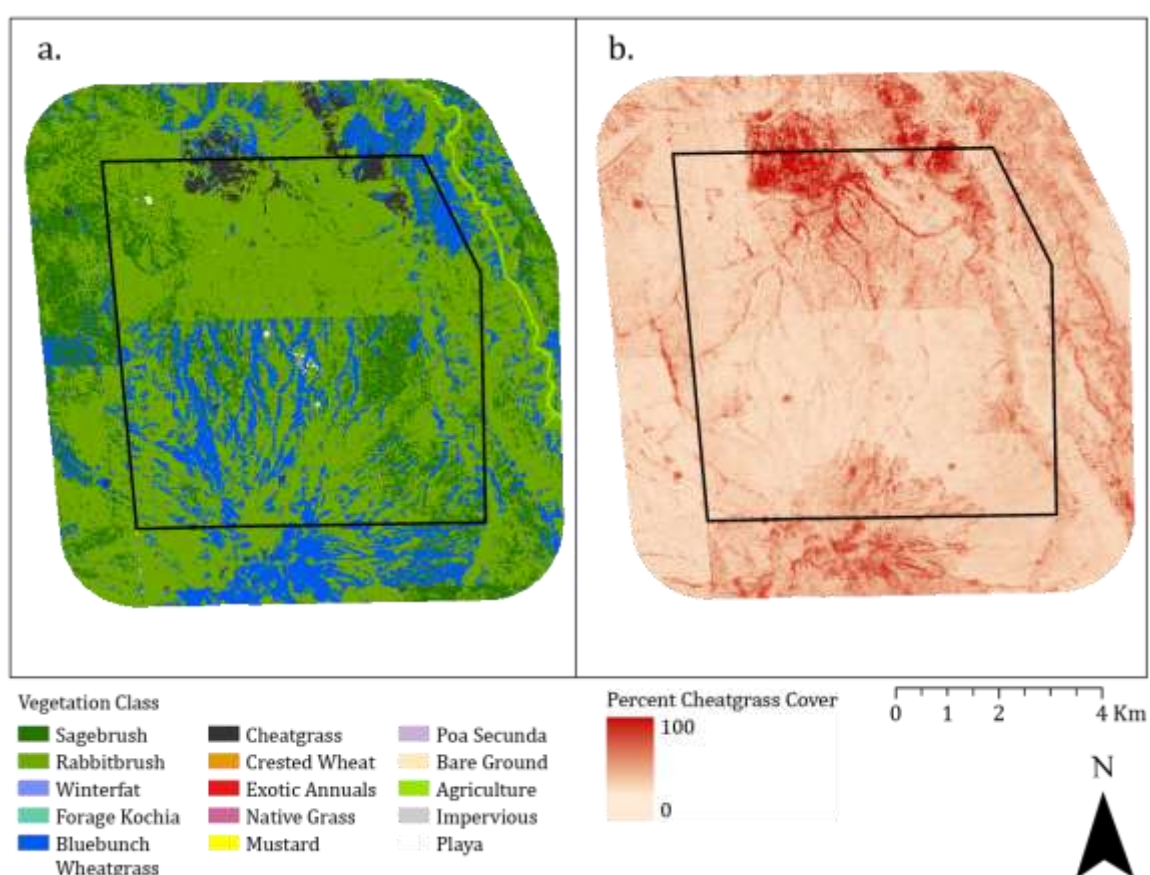 a.
b.
Vegetation Class
Sagebrush
Rabbitbrush
Winterfat
Forage Kochia
Bluebunch
Wheatgrass
Cheatgrass
Crested Wheat
Exotic Annuals
Native Grass
Mustard
Poa Secunda
Bare Ground
Agriculture
Impervious
Playa
Percent Cheatgrass Cover
100
0
0 1 2 4 Km
N